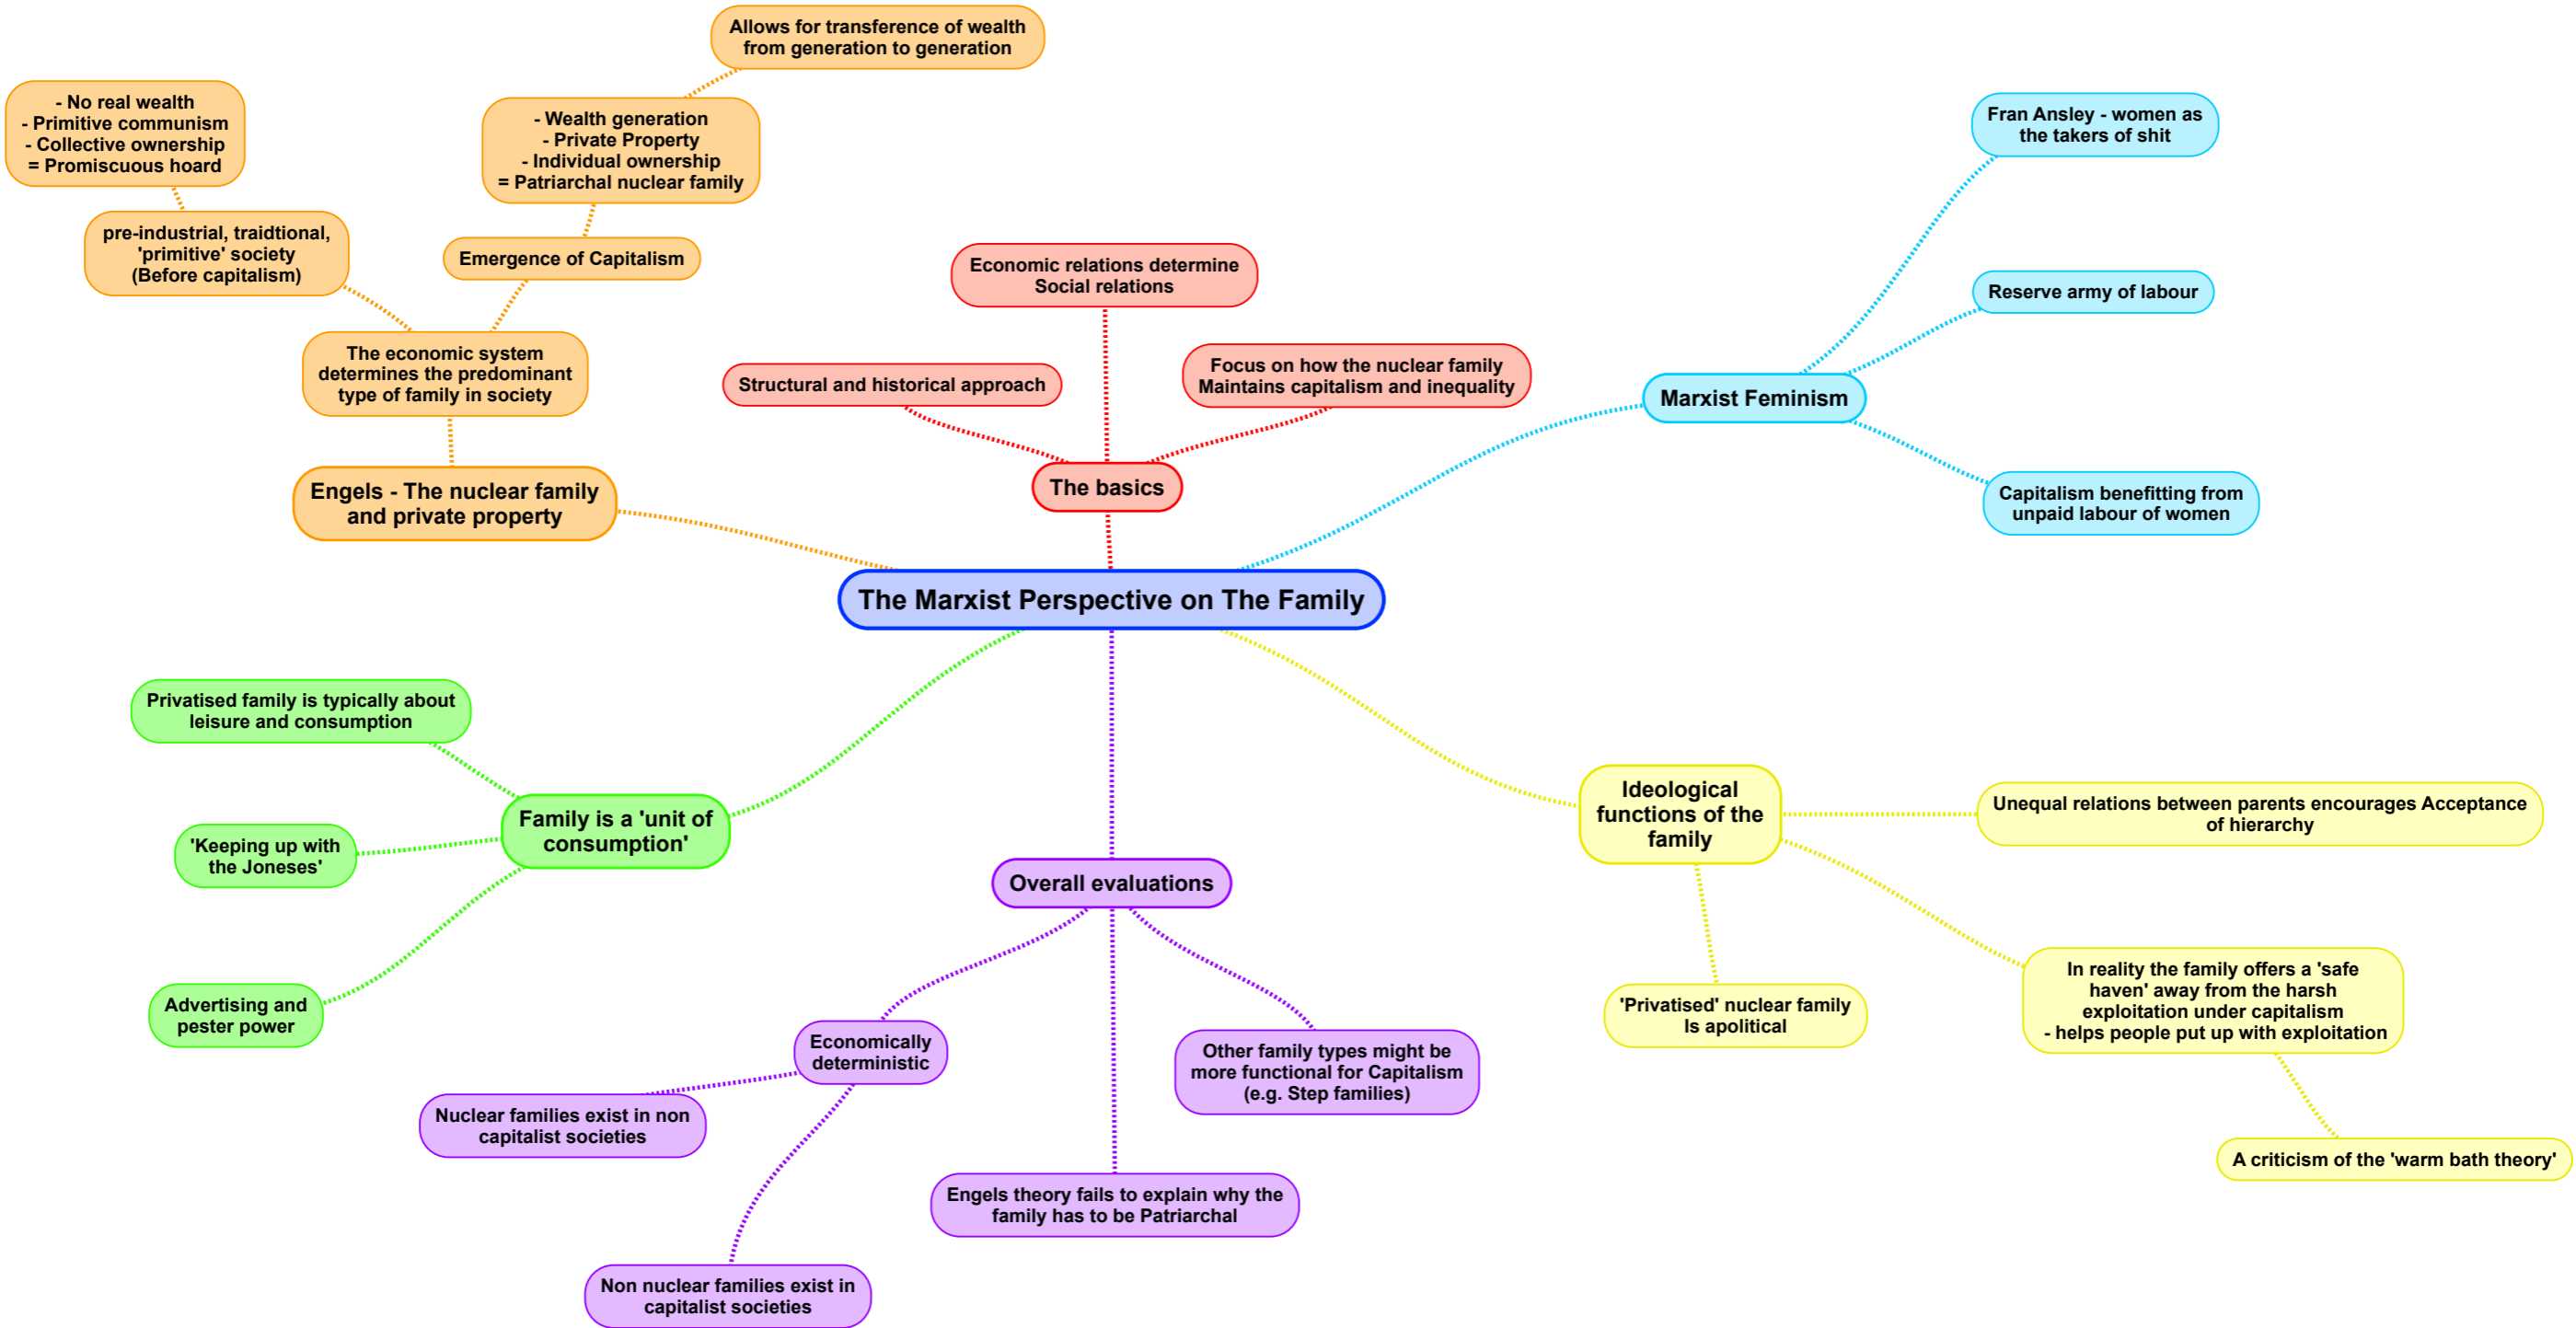 Allows for transference of wealth
from generation to generation
- No real wealth
- Primitive communism
- Collective ownership
= Promiscuous hoard
- Wealth generation
- Private Property
- Individual ownership
= Patriarchal nuclear family
pre-industrial, traidtional,
'primitive' society
(Before capitalism)
Emergence of Capitalism
The economic system
determines the predominant
type of family in society
Engels - The nuclear family
and private property
Economic relations determine
Social relations
Structural and historical approach
Focus on how the nuclear family
Maintains capitalism and inequality
The basics
Fran Ansley - women as
the takers of shit
Reserve army of labour
Marxist Feminism
Capitalism benefitting from
unpaid labour of women
The Marxist Perspective on The Family
Privatised family is typically about
leisure and consumption
Family is a 'unit of
consumption'
'Keeping up with
the Joneses'
Advertising and
pester power
Overall evaluations
Economically
deterministic
Nuclear families exist in non
capitalist societies
Non nuclear families exist in
capitalist societies
Engels theory fails to explain why the
family has to be Patriarchal
Other family types might be
more functional for Capitalism
(e.g. Step families)
Ideological
functions of the
family
Unequal relations between parents encourages Acceptance
of hierarchy
'Privatised' nuclear family
Is apolitical
In reality the family offers a 'safe
haven' away from the harsh
exploitation under capitalism
- helps people put up with exploitation
A criticism of the 'warm bath theory'